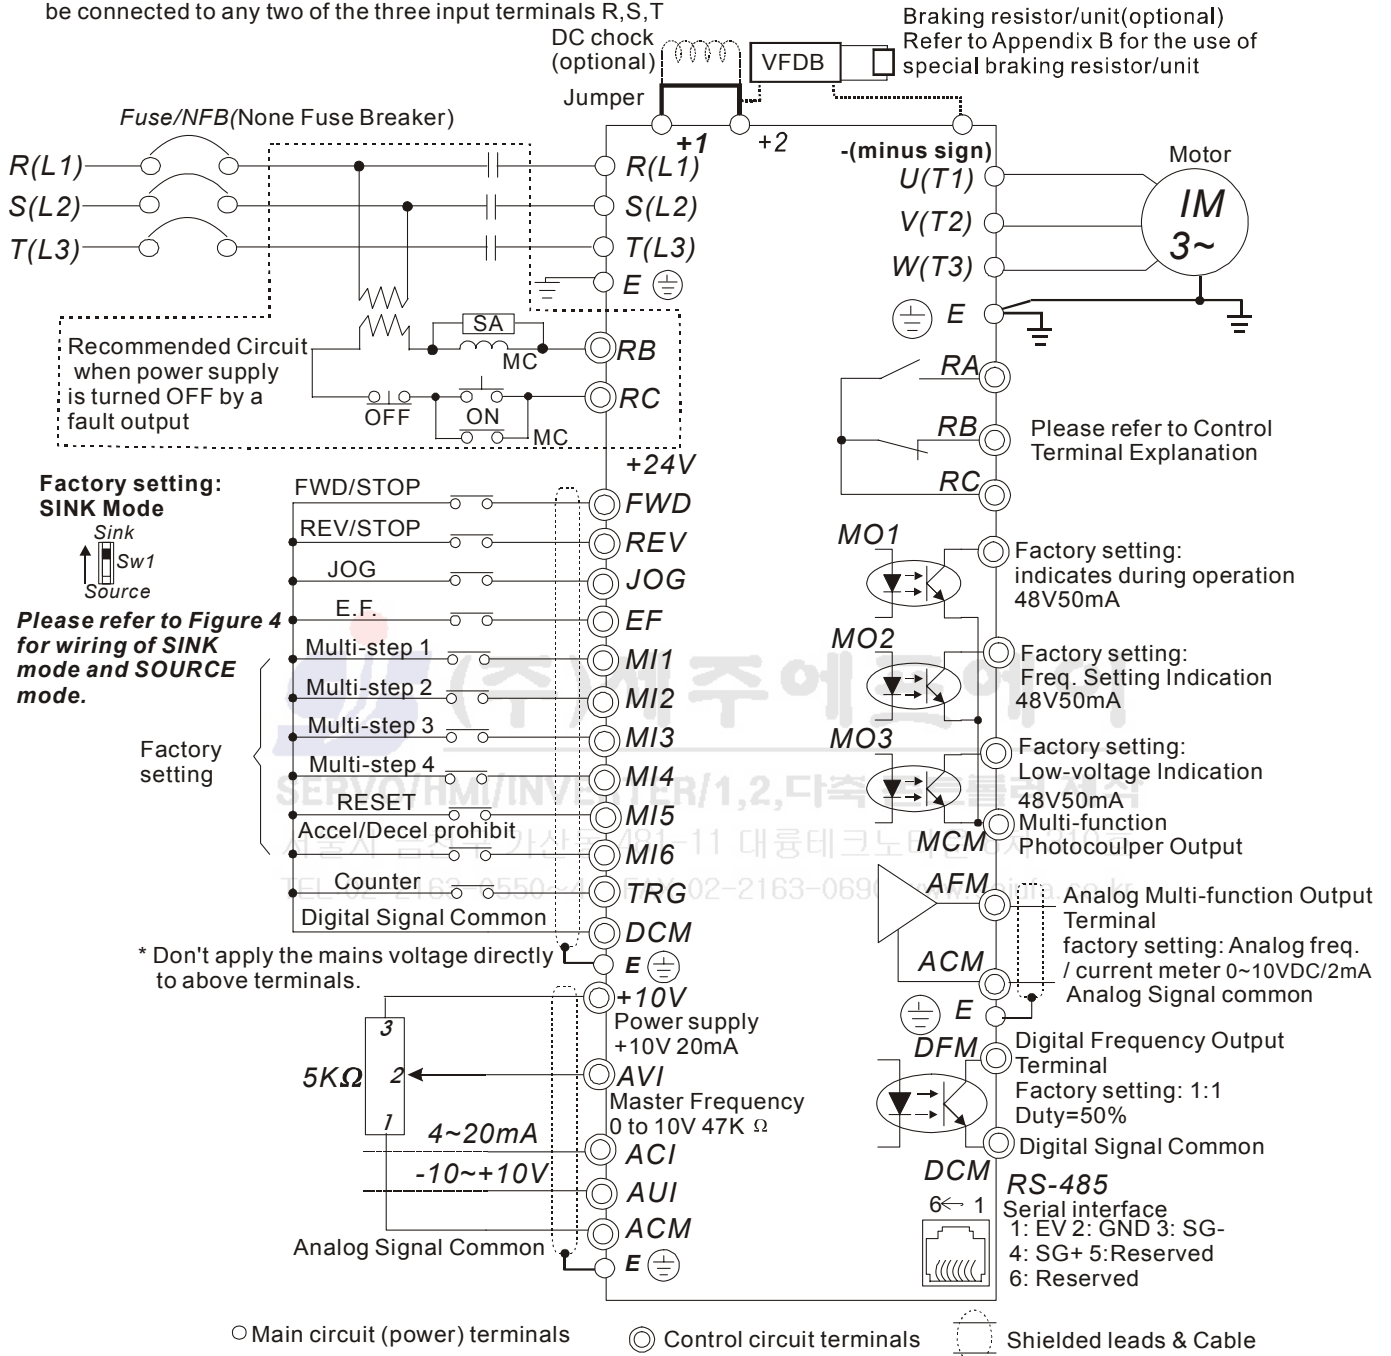 be connected to any two of the three input terminals R,S,T
DC chock
(optional)
Jumper
VFDB
Braking resistor/unit(optional)
Refer to Appendix B for the use of
special braking resistor/unit
Fuse/NFB(None Fuse Breaker)
+1
+2
-(minus sign)
R(L1)
S(L2)
T(L3)
R(L1)
S(L2)
T(L3)
E
U(T1)
V(T2)
W(T3)
E
Motor
IM
3~
Recommended Circuit
when power supply
is turned OFF by a
fault output
SA
MC
OFF
ON
MC
RB
RC
RA
RB
RC
Please refer to Control
Terminal Explanation
Factory setting:
SINK Mode
Sink
Sw1
Source
Please refer to Figure 4
for wiring of SINK
mode and SOURCE
mode.
Factory
setting
+24V
FWD/STOP
FWD
REV/STOP
REV
JOG
JOG
E.F.
EF
Multi-step 1
MI1
Multi-step 2
MI2
Multi-step 3
MI3
Multi-step 4
MI4
RESET
MI5
Accel/Decel prohibit
MI6
Counter
TRG
Digital Signal Common
DCM
E
* Don't apply the mains voltage directly
to above terminals.
MO1
Factory setting:
indicates during operation
48V50mA
MO2
Factory setting:
Freq. Setting Indication
48V50mA
MO3
Factory setting:
Low-voltage Indication
48V50mA
MCM
Multi-function
Photocoulper Output
AFM
Analog Multi-function Output
Terminal
factory setting: Analog freq.
/ current meter 0~10VDC/2mA
ACM
Analog Signal common
E
+10V
Power supply
+10V 20mA
3
5KΩ
2
1
AVI
Master Frequency
0 to 10V 47K Ω
4~20mA
ACI
-10~+10V
AUI
ACM
Analog Signal Common
E
DFM
Digital Frequency Output
Terminal
Factory setting: 1:1
Duty=50%
Digital Signal Common
DCM
RS-485
Serial interface
6← 1
1: EV 2: GND 3: SG-
4: SG+ 5:Reserved
6: Reserved
Main circuit (power) terminals
Control circuit terminals
Shielded leads & Cable
SERVO/HMI/INVERTER/1,2,다축